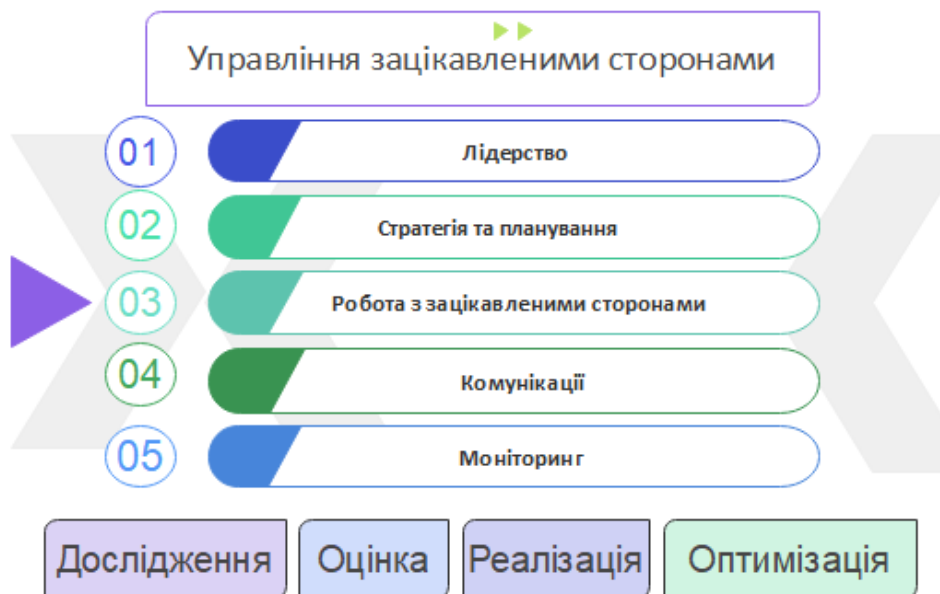 Управління зацікавленими сторонами
01
Лідерство
02
Стратегія та планування
03
Робота з зацікавленими сторонами
04
Комунікації
05
Моніторинг
Дослідження
Оцінка
Реалізація
Оптимізація